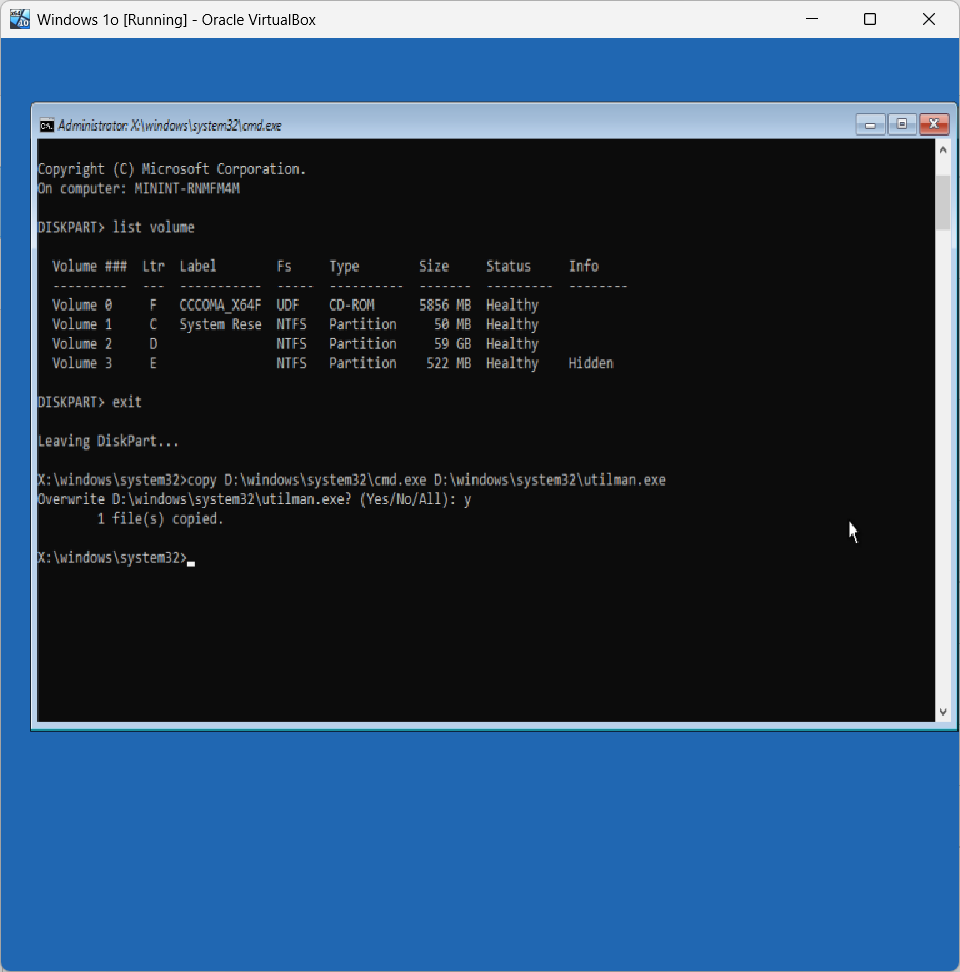 Windows 1o [Running] - Oracle VirtualBox
Administrator: X:\windows\system32\cmd.exe
Copyright (C) Microsoft Corporation.
On computer: MININT-RNMFM4M
DISKPART> list volume
Volume ### Ltr Label Fs Type Size Status Info
---------- --- ----------- ----- ---------- ------- --------- --------
Volume 0 F CCCOMA_X64F UDF CD-ROM 5856 MB Healthy
Volume 1 C System Rese NTFS Partition 50 MB Healthy
Volume 2 D NTFS Partition 59 GB Healthy
Volume 3 E NTFS Partition 522 MB Healthy Hidden
DISKPART> exit
Leaving DiskPart...
X:\windows\system32>copy D:\windows\system32\cmd.exe D:\windows\system32\utilman.exe
Overwrite D:\windows\system32\utilman.exe? (Yes/No/All): y
1 file(s) copied.
X:\windows\system32>